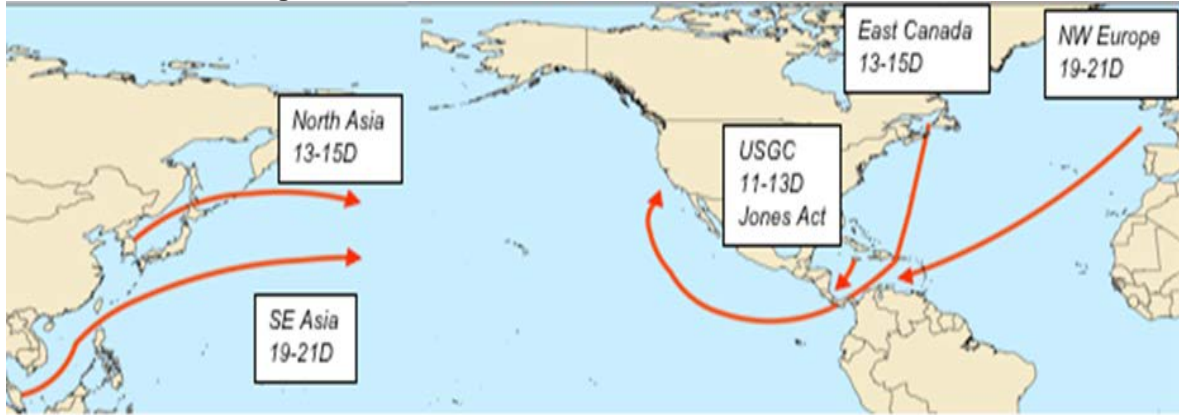 North Asia
13-15D
SE Asia
19-21D
USGC
11-13D
Jones Act
East Canada
13-15D
NW Europe
19-21D